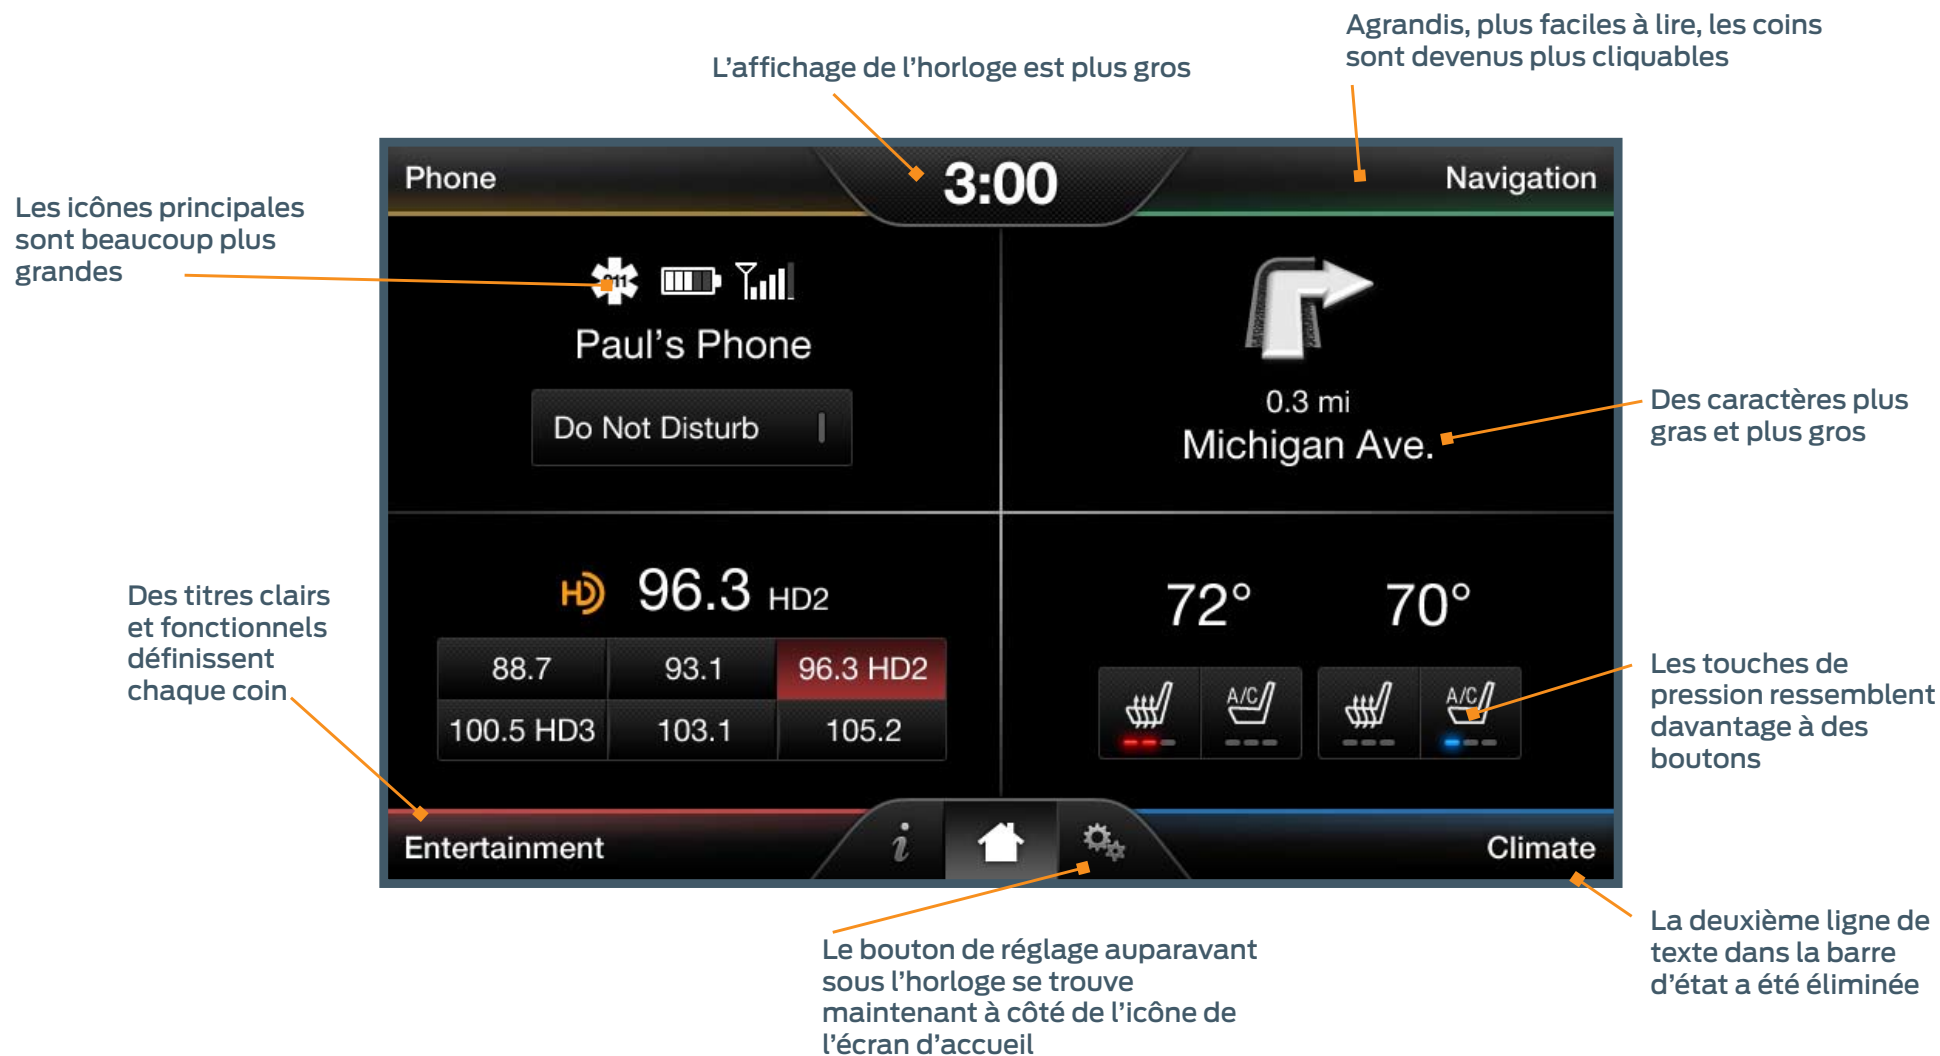 Agrandis, plus faciles à lire, les coins
sont devenus plus cliquables
L'affichage de l'horloge est plus gros
Les icônes principales
sont beaucoup plus
grandes
Phone
3:00
Navigation
911
Paul's Phone
Do Not Disturb
0.3 mi
Michigan Ave.
Des caractères plus
gras et plus gros
Des titres clairs
et fonctionnels
définissent
chaque coin
HD 96.3 HD2
88.7 93.1 96.3 HD2
100.5 HD3 103.1 105.2
72° 70°
A/C A/C
Les touches de
pression ressemblent
davantage à des
boutons
Entertainment
i
Climate
Le bouton de réglage auparavant
sous l'horloge se trouve
maintenant à côté de l'icône de
l'écran d'accueil
La deuxième ligne de
texte dans la barre
d'état a été éliminée